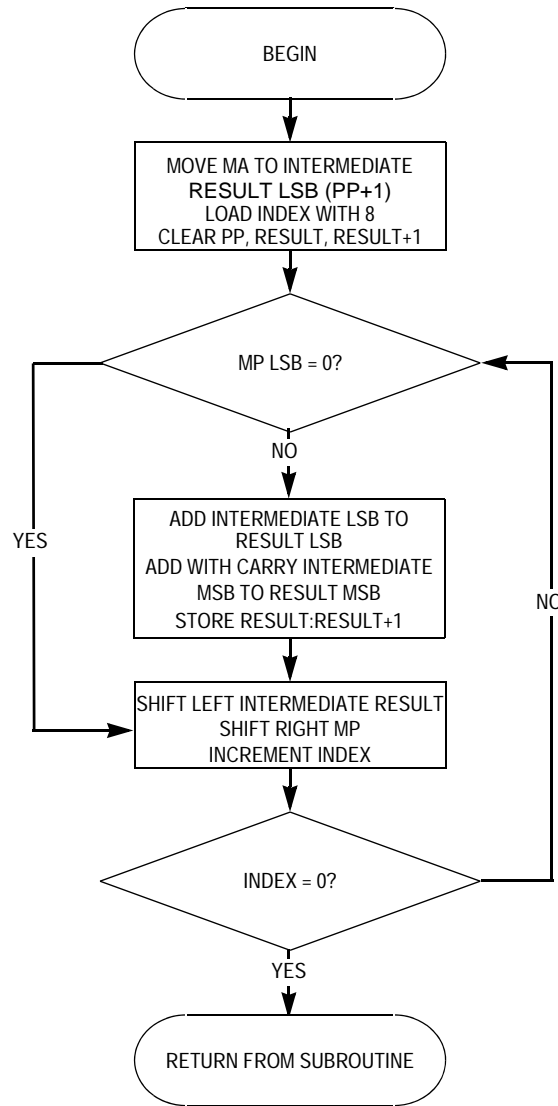 BEGIN
MOVE MA TO INTERMEDIATE
RESULT LSB (PP+1)
LOAD INDEX WITH 8
CLEAR PP, RESULT, RESULT+1
MP LSB = 0?
NO
YES
ADD INTERMEDIATE LSB TO
RESULT LSB
ADD WITH CARRY INTERMEDIATE
MSB TO RESULT MSB
STORE RESULT:RESULT+1
NO
SHIFT LEFT INTERMEDIATE RESULT
SHIFT RIGHT MP
INCREMENT INDEX
INDEX = 0?
YES
RETURN FROM SUBROUTINE